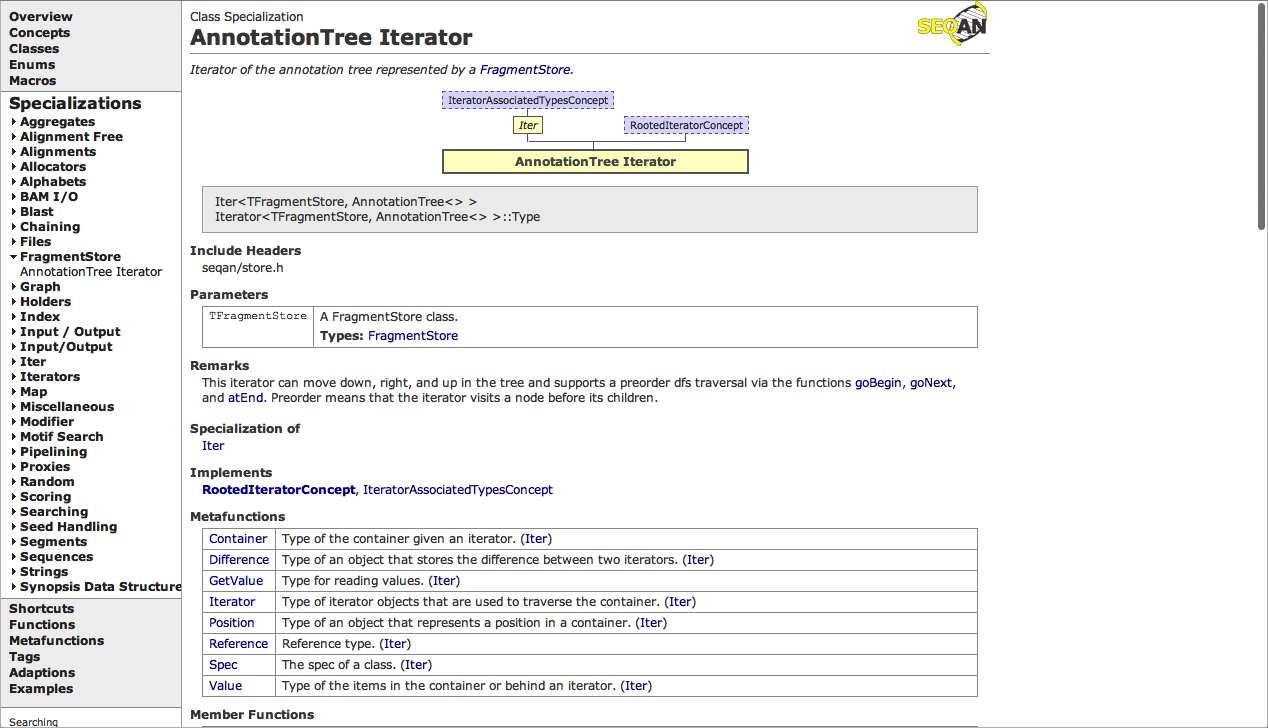 Overview
Concepts
Classes
Enums
Macros
Specializations
Aggregates
Alignment Free
Alignments
Allocators
Alphabets
BAM I/O
Blast
Chaining
Files
FragmentStore
AnnotationTree Iterator
Graph
Holders
Index
Input / Output
Input/Output
Iter
Iterators
Map
Miscellaneous
Modifier
Motif Search
Pipelining
Proxies
Random
Scoring
Searching
Seed Handling
Segments
Sequences
Strings
Synopsis Data Structure
Shortcuts
Functions
Metafunctions
Tags
Adaptions
Examples
Searching
Class Specialization
SEQAN
AnnotationTree Iterator
Iterator of the annotation tree represented by a FragmentStore.
IteratorAssociatedTypesConcept
Iter RootedIteratorConcept
AnnotationTree Iterator
Iter<TFragmentStore, AnnotationTree<> >
Iterator<TFragmentStore, AnnotationTree<> >::Type
Include Headers
seqan/store.h
Parameters
TFragmentStore A FragmentStore class.
Types: FragmentStore
Remarks
This iterator can move down, right, and up in the tree and supports a preorder dfs traversal via the functions goBegin, goNext,
and atEnd. Preorder means that the iterator visits a node before its children.
Specialization of
Iter
Implements
RootedIteratorConcept, IteratorAssociatedTypesConcept
Metafunctions
Container Type of the container given an iterator. (Iter)
Difference Type of an object that stores the difference between two iterators. (Iter)
GetValue Type for reading values. (Iter)
Iterator Type of iterator objects that are used to traverse the container. (Iter)
Position Type of an object that represents a position in a container. (Iter)
Reference Reference type. (Iter)
Spec The spec of a class. (Iter)
Value Type of the items in the container or behind an iterator. (Iter)
Member Functions